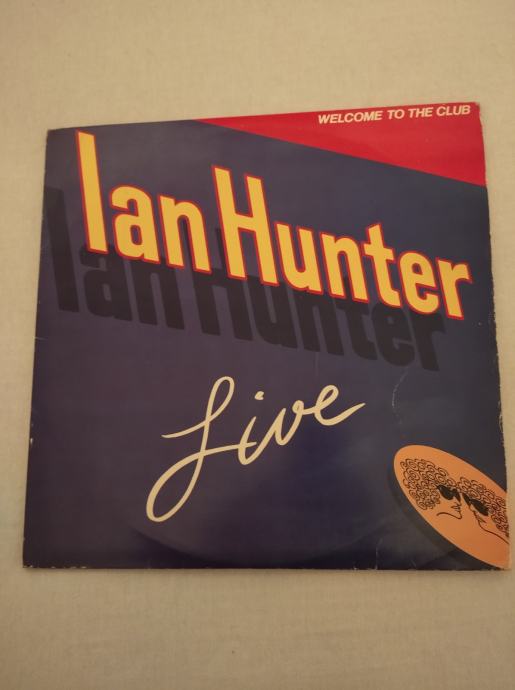 WELCOME TO THE CLUB
Ian Hunter
Live